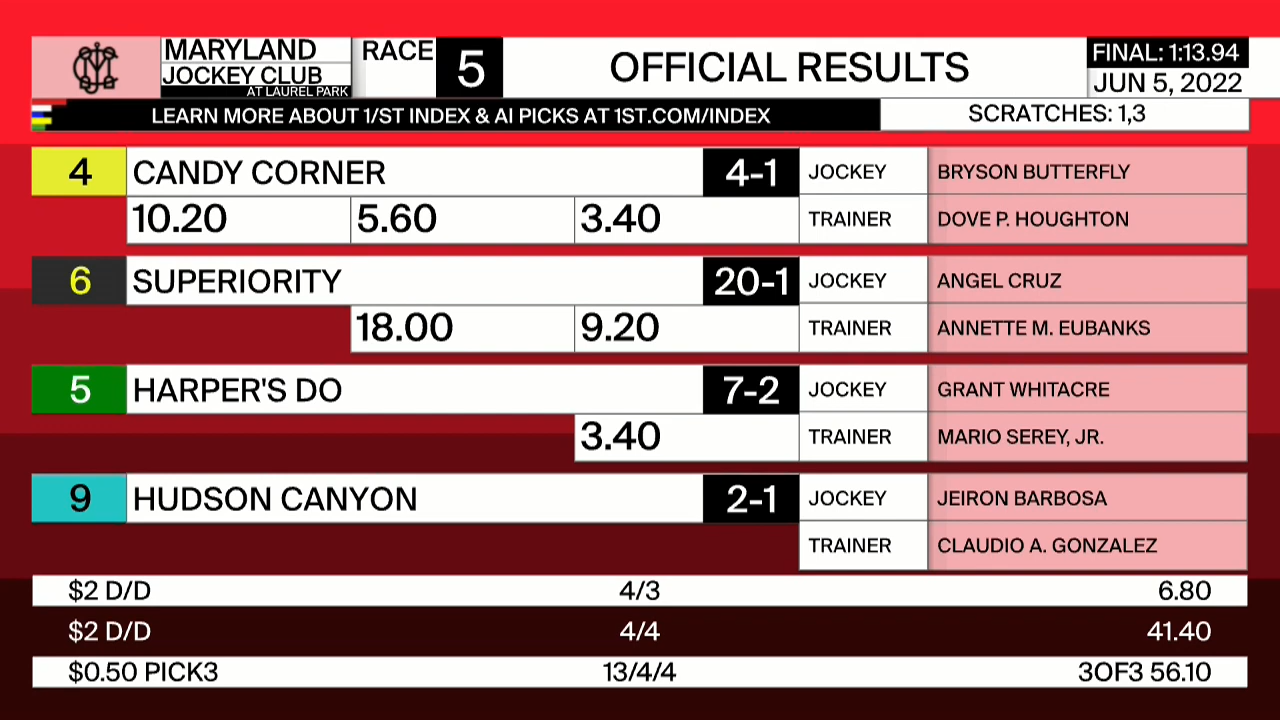 MARYLAND
JOCKEY CLUB
AT LAUREL PARK
RACE 5
OFFICIAL RESULTS
FINAL: 1:13.94
JUN 5, 2022
LEARN MORE ABOUT 1/ST INDEX & AI PICKS AT 1ST.COM/INDEX
SCRATCHES: 1,3
4 CANDY CORNER 4-1 JOCKEY BRYSON BUTTERFLY
10.20 5.60 3.40 TRAINER DOVE P. HOUGHTON
6 SUPERIORITY 20-1 JOCKEY ANGEL CRUZ
18.00 9.20 TRAINER ANNETTE M. EUBANKS
5 HARPER'S DO 7-2 JOCKEY GRANT WHITACRE
3.40 TRAINER MARIO SEREY, JR.
9 HUDSON CANYON 2-1 JOCKEY JEIRON BARBOSA
TRAINER CLAUDIO A. GONZALEZ
$2 D/D 4/3 6.80
$2 D/D 4/4 41.40
$0.50 PICK3 13/4/4 3OF3 56.10